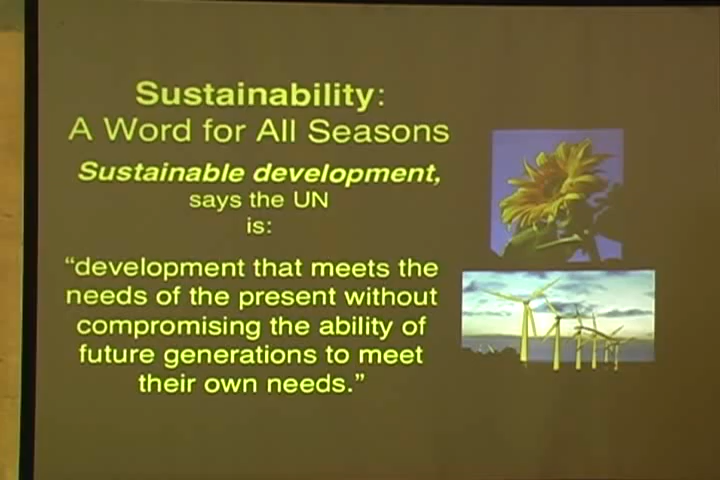 Sustainability:
A Word for All Seasons
Sustainable development,
says the UN
is:
“development that meets the
needs of the present without
compromising the ability of
future generations to meet
their own needs.”